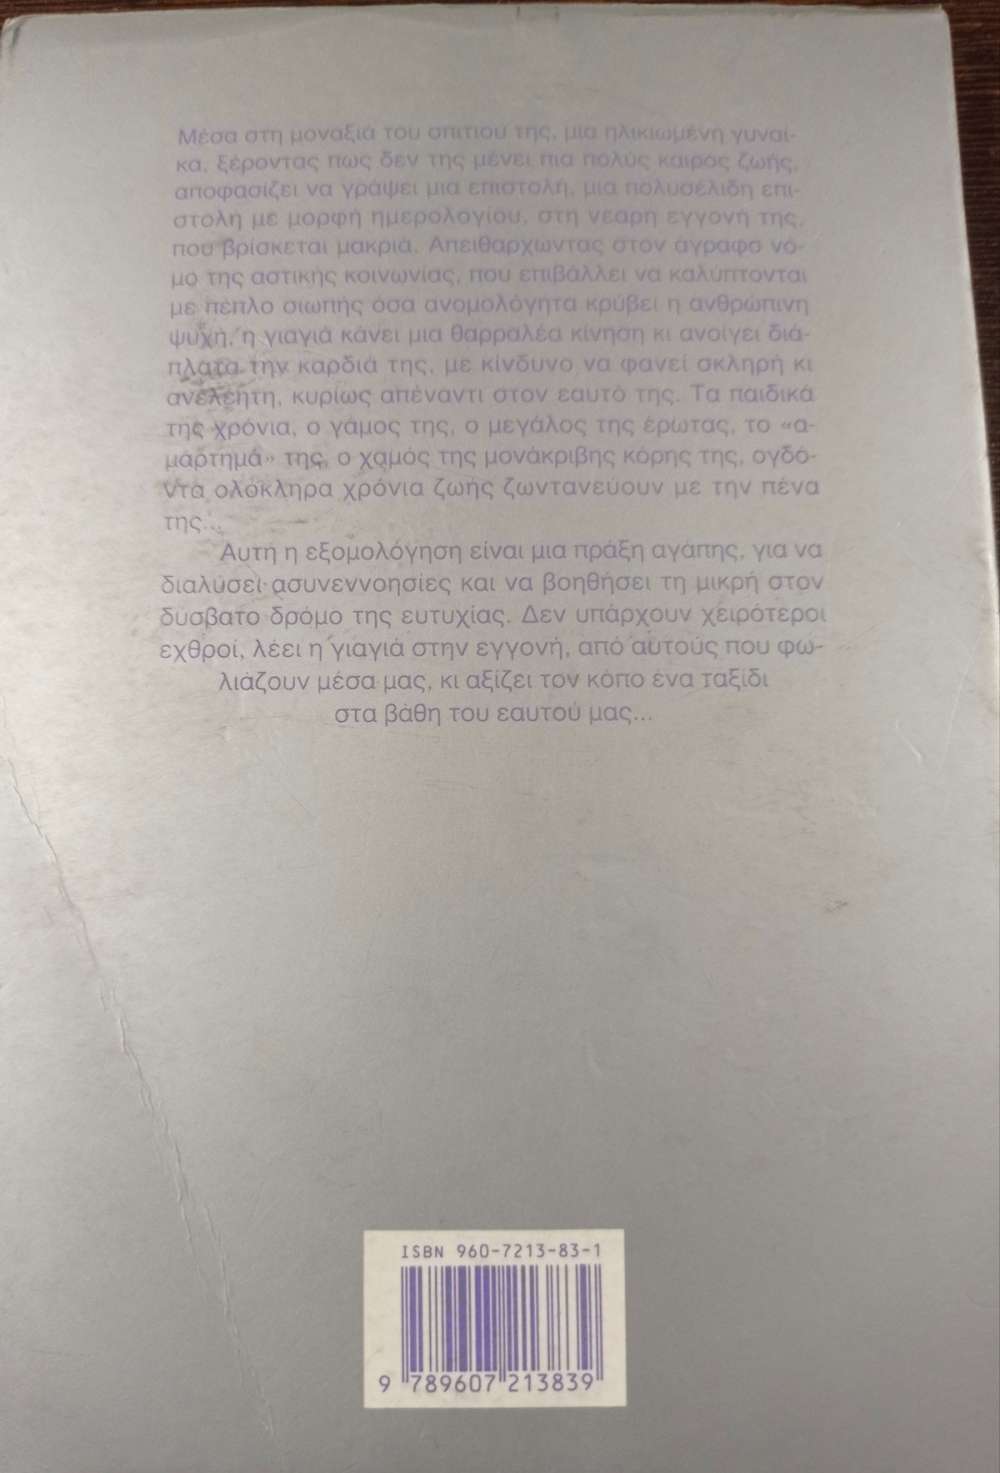 Μέσα στη μοναξιά του σπιτιού της, μια ηλικιωμένη γυναί-
κα, ξέροντας πως δεν της μένει πια πολύς καιρός ζωής,
αποφασίζει να γράψει μια επιστολή, μια πολυσέλιδη επι-
στολή με μορφή ημερολογίου, στη νεαρή εγγονή της,
που βρίσκεται μακριά. Απειθαρχώντας στον άγραφο νό-
μο της αστικής κοινωνίας, που επιβάλλει να καλύπτονται
με πέπλο σιωπής όσα ανομολόγητα κρύβει η ανθρώπινη
ψυχή, η γιαγιά κάνει μια θαρραλέα κίνηση κι ανοίγει διά-
πλατα την καρδιά της, με κίνδυνο να φανεί σκληρή κι
ανελέητη, κυρίως απέναντι στον εαυτό της. Τα παιδικά
της χρόνια, ο γάμος της, ο μεγάλος της έρωτας, το «α-
μάρτημά» της, ο χαμός της μονάκριβης κόρης της, ογδό-
ντα ολόκληρα χρόνια ζωής ζωντανεύουν με την πένα
της...
Αυτή η εξομολόγηση είναι μια πράξη αγάπης, για να
διαλύσει ασυνεννοησίες και να βοηθήσει τη μικρή στον
δύσβατο δρόμο της ευτυχίας. Δεν υπάρχουν χειρότεροι
εχθροί, λέει η γιαγιά στην εγγονή, από αυτούς που φω-
λιάζουν μέσα μας, κι αξίζει τον κόπο ένα ταξίδι
στα βάθη του εαυτού μας...
ISBN 960-7213-83-1
9 789607 213839